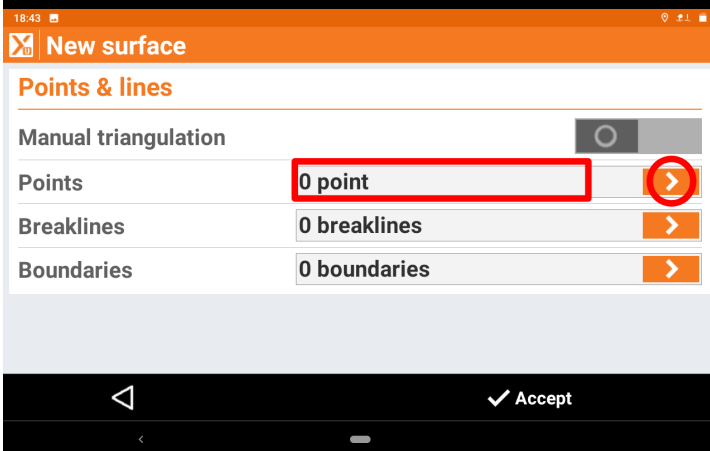 18:43
New surface
Points & lines
Manual triangulation
Points 0 point
Breaklines 0 breaklines
Boundaries 0 boundaries
Accept